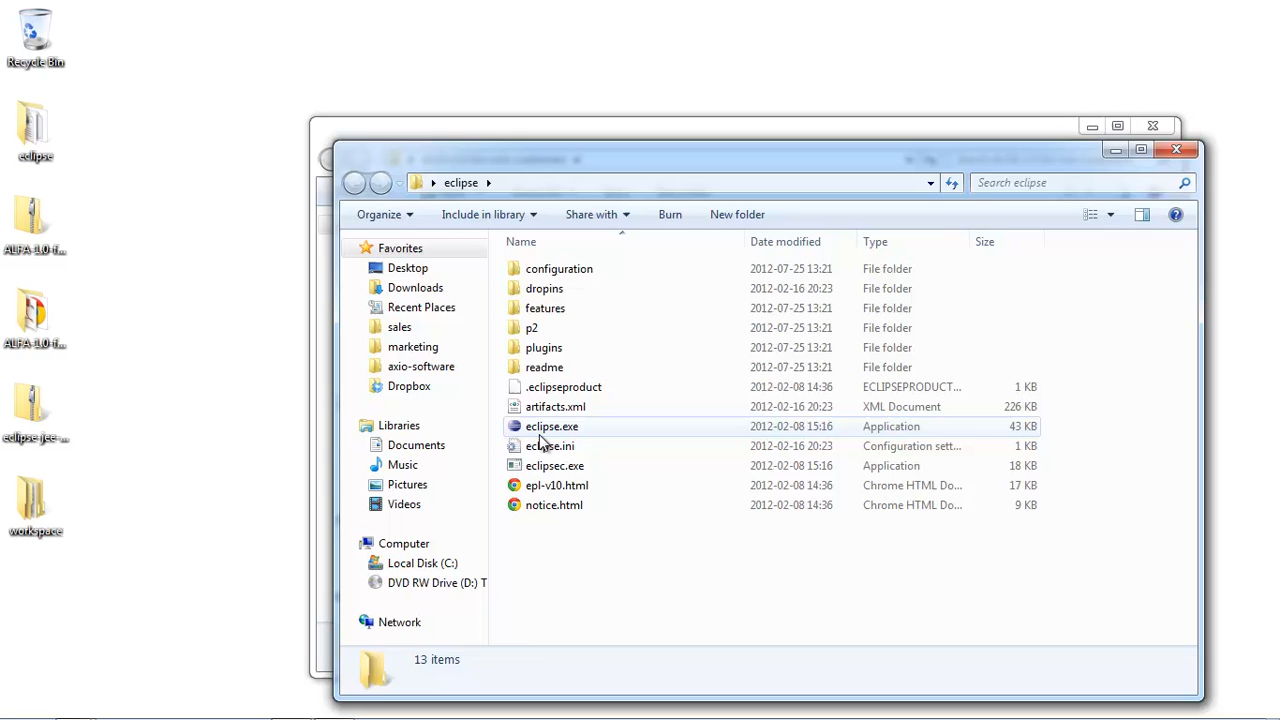 Recycle Bin
eclipse
ALFA-1.0-f...
ALFA-1.0-f...
eclipse-jee-...
workspace
eclipse
Search eclipse
Organize
Include in library
Share with
Burn
New folder
Name Date modified Type Size
Favorites
Desktop
Downloads
Recent Places
sales
marketing
axio-software
Dropbox
Libraries
Documents
Music
Pictures
Videos
Computer
Local Disk (C:)
DVD RW Drive (D:) T
Network
configuration 2012-07-25 13:21 File folder
dropins 2012-02-16 20:23 File folder
features 2012-07-25 13:21 File folder
p2 2012-07-25 13:21 File folder
plugins 2012-07-25 13:21 File folder
readme 2012-07-25 13:21 File folder
.eclipseproduct 2012-02-08 14:36 ECLIPSEPRODUCT... 1 KB
artifacts.xml 2012-02-16 20:23 XML Document 226 KB
eclipse.exe 2012-02-08 15:16 Application 43 KB
eclipse.ini 2012-02-16 20:23 Configuration sett... 1 KB
eclipsec.exe 2012-02-08 15:16 Application 18 KB
epl-v10.html 2012-02-08 14:36 Chrome HTML Do... 17 KB
notice.html 2012-02-08 14:36 Chrome HTML Do... 9 KB
13 items